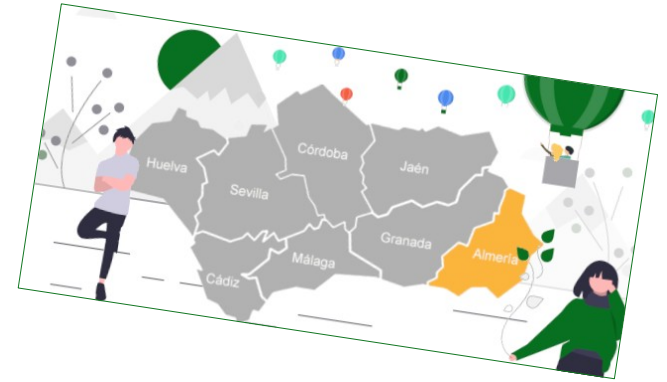 Córdoba
Jaén
Huelva
Sevilla
Granada
Almería
Málaga
Cádiz